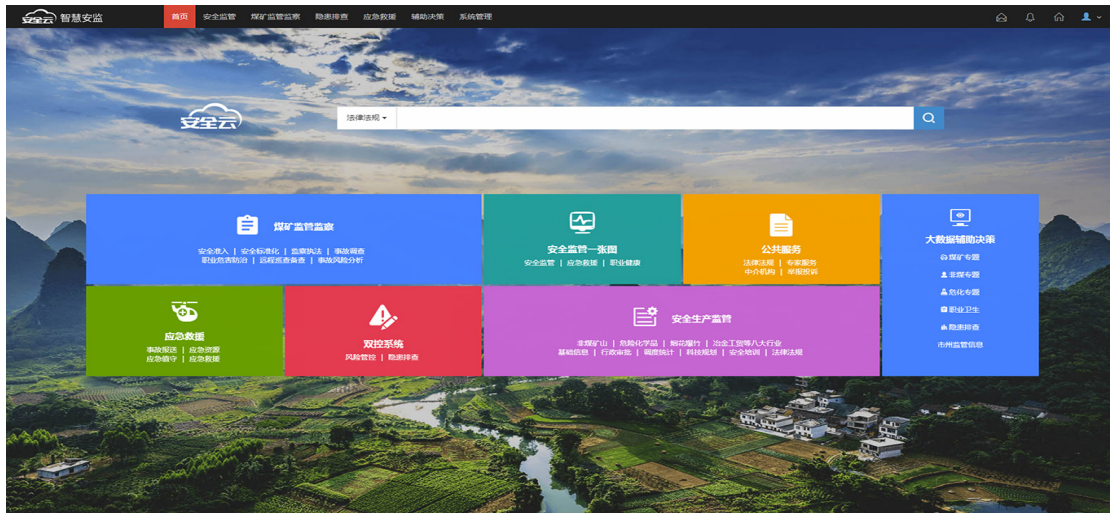 安全云 智慧安监 首页 安全监管 煤矿监管监察 隐患排查 应急救援 辅助决策 系统管理
安全云 法律法规
煤矿监管监察
安全准入 | 安全标准化 | 监察执法 | 事故调查
职业危害防治 | 远程巡查备查 | 事故风险分析
安全监管一张图
安全监管 | 应急救援 | 职业健康
公共服务
法律法规 | 专家服务
中介机构 | 举报投诉
大数据辅助决策
煤矿专题
非煤专题
危化专题
职业卫生
隐患排查
市州监管信息
应急救援
事故报送 | 应急资源
应急值守 | 应急救援
双控系统
风险管控 | 隐患排查
安全生产监管
非煤矿山 | 危险化学品 | 烟花爆竹 | 冶金工贸等八大行业
基础信息 | 行政审批 | 调度统计 | 科技规划 | 安全培训 | 法律法规